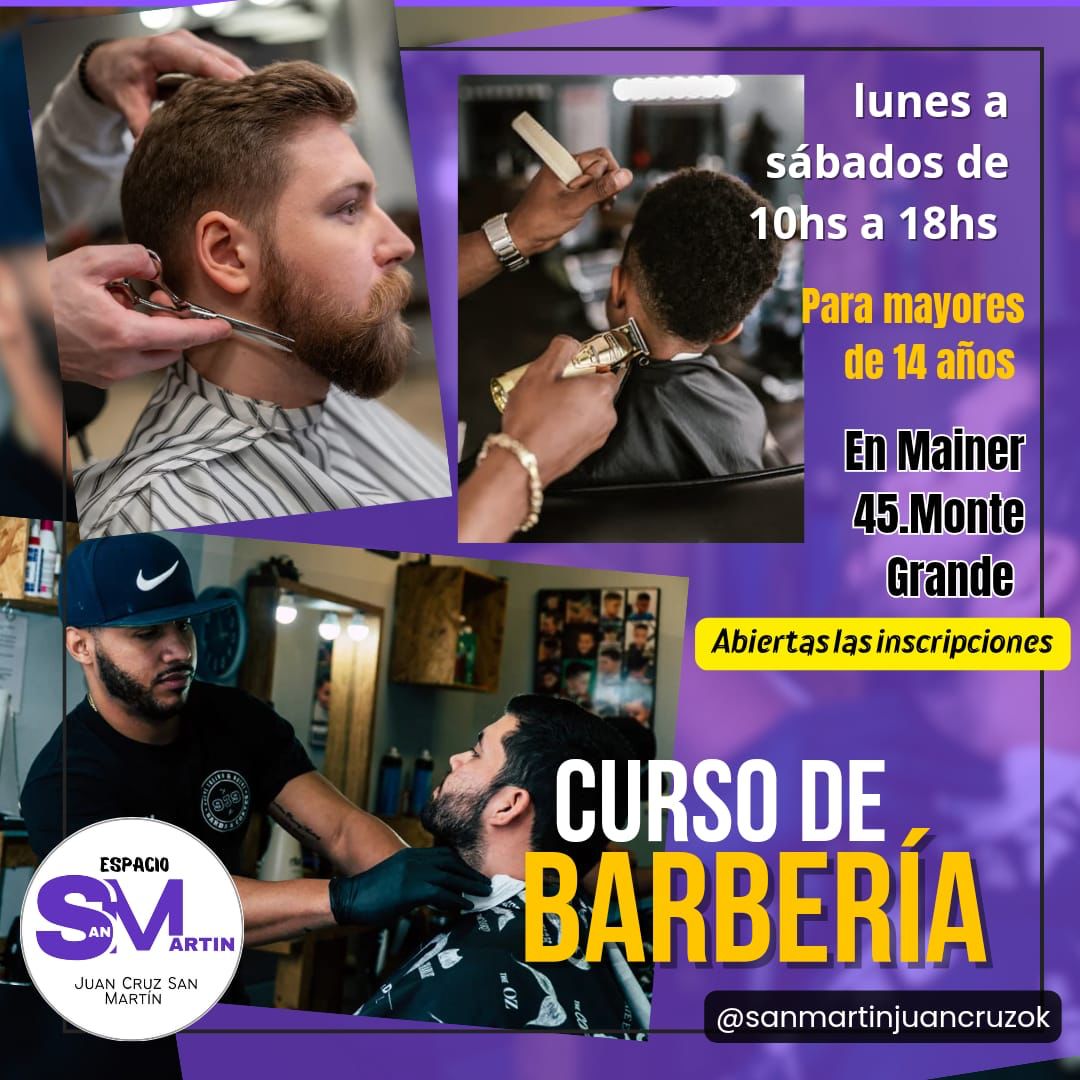 lunes a
sábados de
10hs a 18hs
Para mayores
de 14 años
En Mainer
45.Monte
Grande
Abiertas las inscripciones
CURSO DE
BARBERÍA
ESPACIO
SAN MARTIN
JUAN CRUZ SAN
MARTÍN
@sanmartinjuancruzok